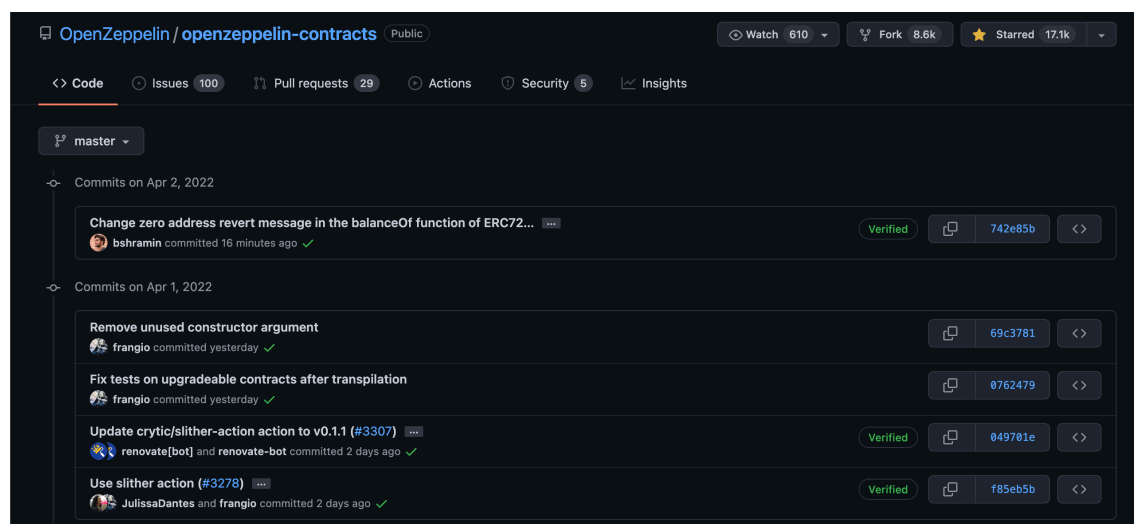 OpenZeppelin / openzeppelin-contracts Public Watch 610 Fork 8.6k Starred 17.1k
Code Issues 100 Pull requests 29 Actions Security 5 Insights
master
Commits on Apr 2, 2022
Change zero address revert message in the balanceOf function of ERC72... ...
Verified 742e85b <>
bshramin committed 16 minutes ago
Commits on Apr 1, 2022
Remove unused constructor argument
69c3781 <>
frangio committed yesterday
Fix tests on upgradeable contracts after transpilation
0762479 <>
frangio committed yesterday
Update crytic/slither-action action to v0.1.1 (#3307) ...
Verified 049701e <>
renovate[bot] and renovate-bot committed 2 days ago
Use slither action (#3278) ...
Verified f85eb5b <>
JulissaDantes and frangio committed 2 days ago